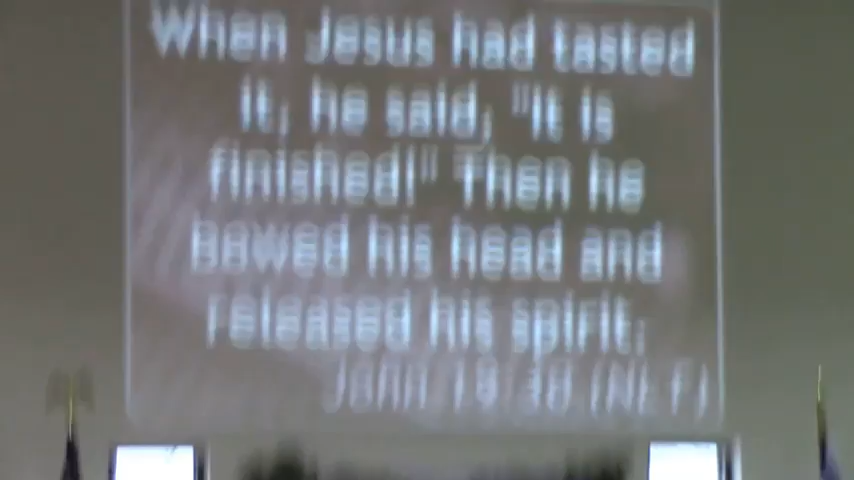 When Jesus had tasted
it, he said, "It is
finished!" Then he
bowed his head and
released his spirit.
John 19:30 (NLT)